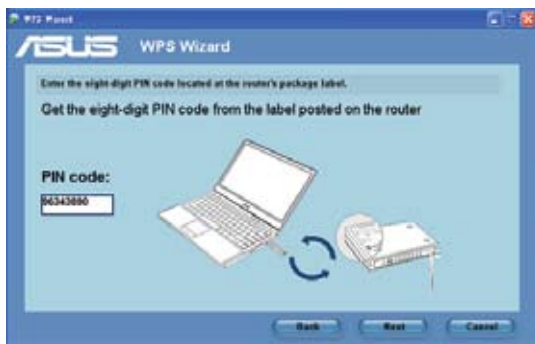 WPS Wizard
ASUS
WPS Wizard
Enter the eight-digit PIN code located at the router's package label.
Get the eight-digit PIN code from the label posted on the router
PIN code:
Back
Next
Cancel